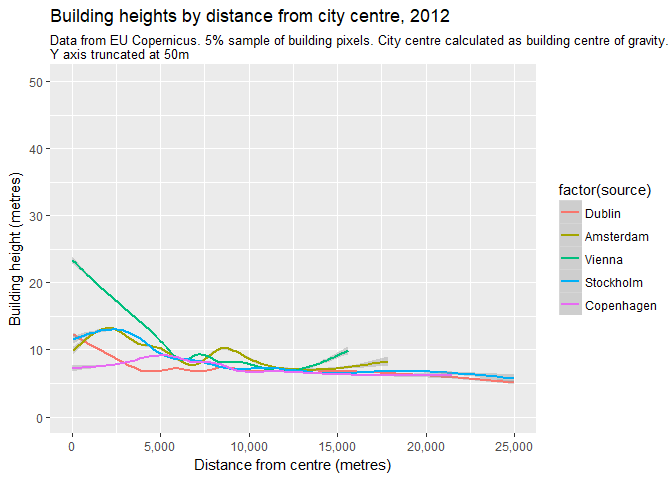 Building heights by distance from city centre, 2012
Data from EU Copernicus. 5% sample of building pixels. City centre calculated as building centre of gravity.
Y axis truncated at 50m
50
40
30
20
10
0
Building height (metres)
0
5,000
10,000
15,000
20,000
25,000
Distance from centre (metres)
factor(source)
Dublin
Amsterdam
Vienna
Stockholm
Copenhagen